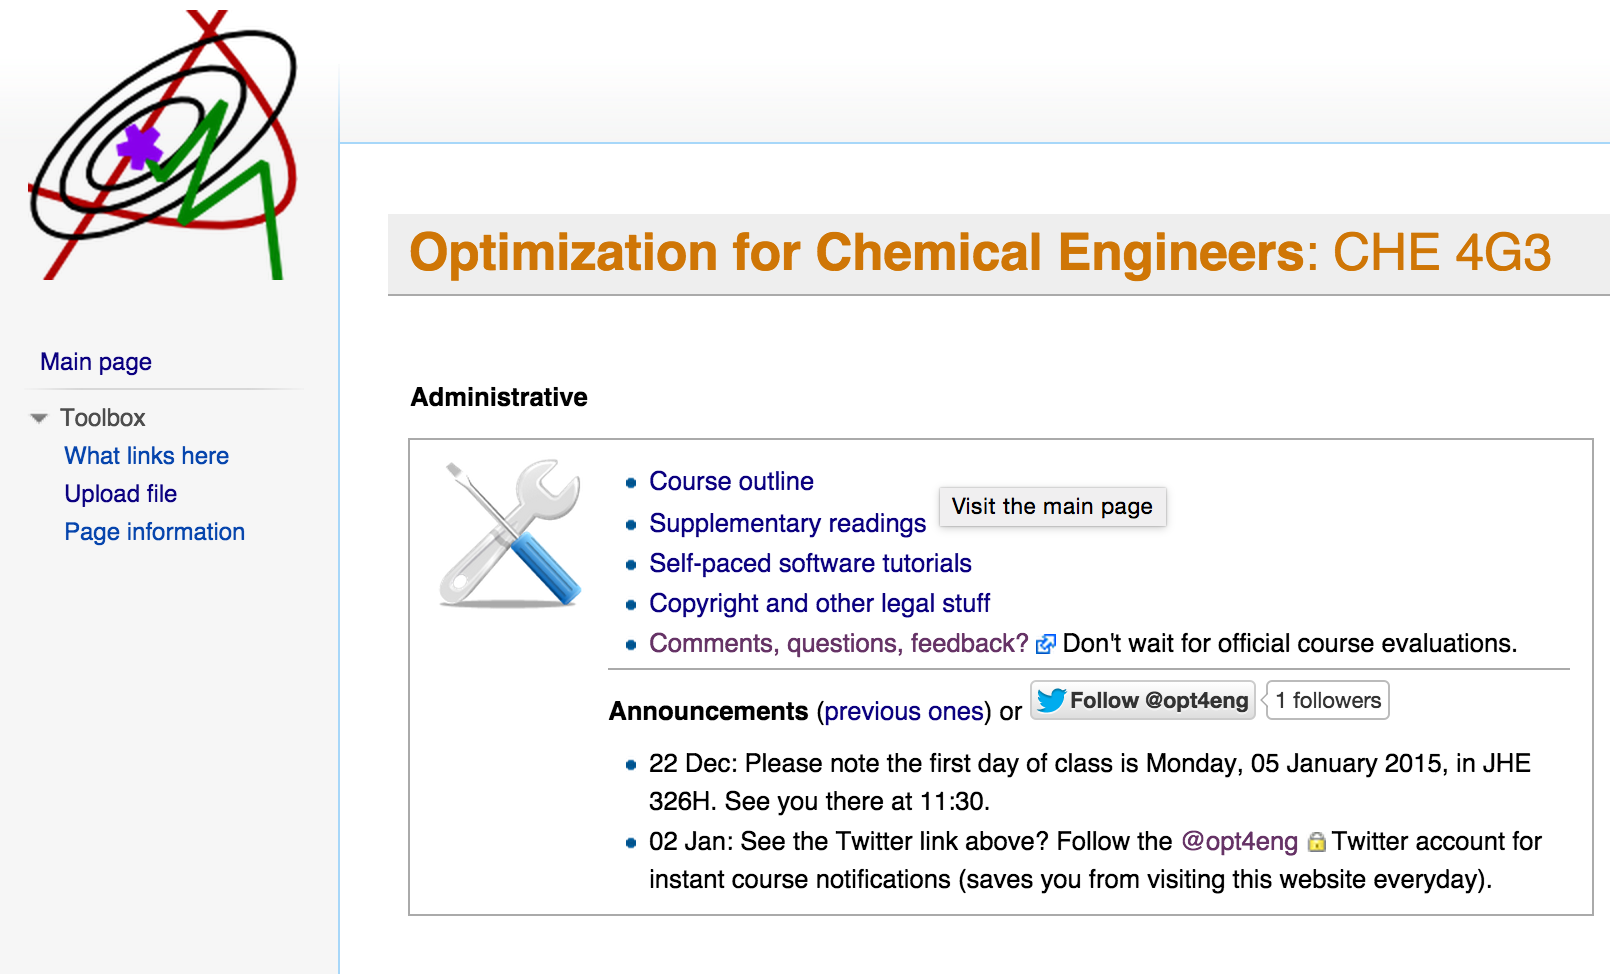 Optimization for Chemical Engineers: CHE 4G3
Main page
Toolbox
What links here
Upload file
Page information
Administrative
Course outline
Supplementary readings
Visit the main page
Self-paced software tutorials
Copyright and other legal stuff
Comments, questions, feedback? Don't wait for official course evaluations.
Announcements (previous ones) or Follow @opt4eng 1 followers
22 Dec: Please note the first day of class is Monday, 05 January 2015, in JHE
326H. See you there at 11:30.
02 Jan: See the Twitter link above? Follow the @opt4eng Twitter account for
instant course notifications (saves you from visiting this website everyday).